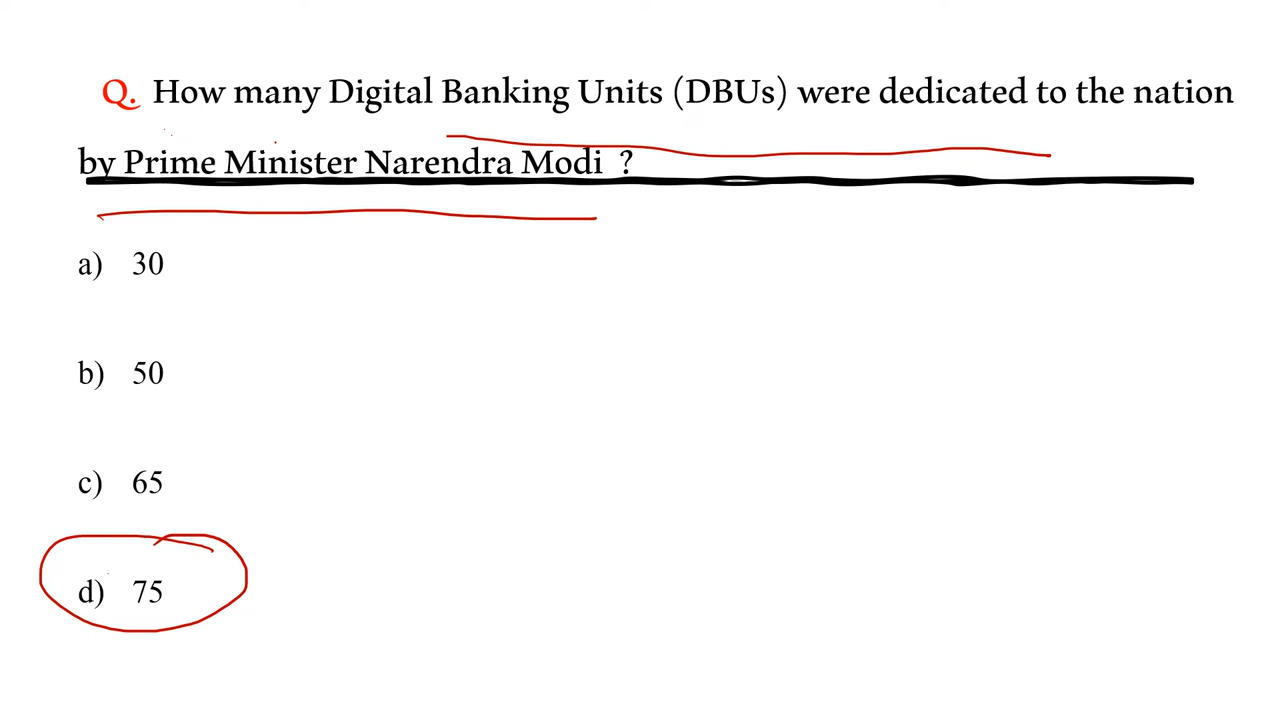 Q. How many Digital Banking Units (DBUs) were dedicated to the nation
by Prime Minister Narendra Modi ?
a) 30
b) 50
c) 65
d) 75